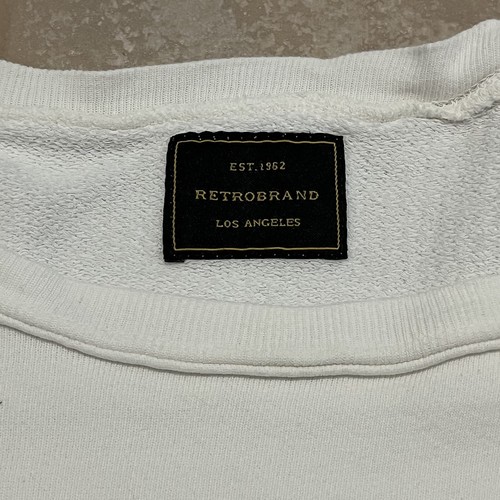 EST. 1962
RETROBRAND
LOS ANGELES